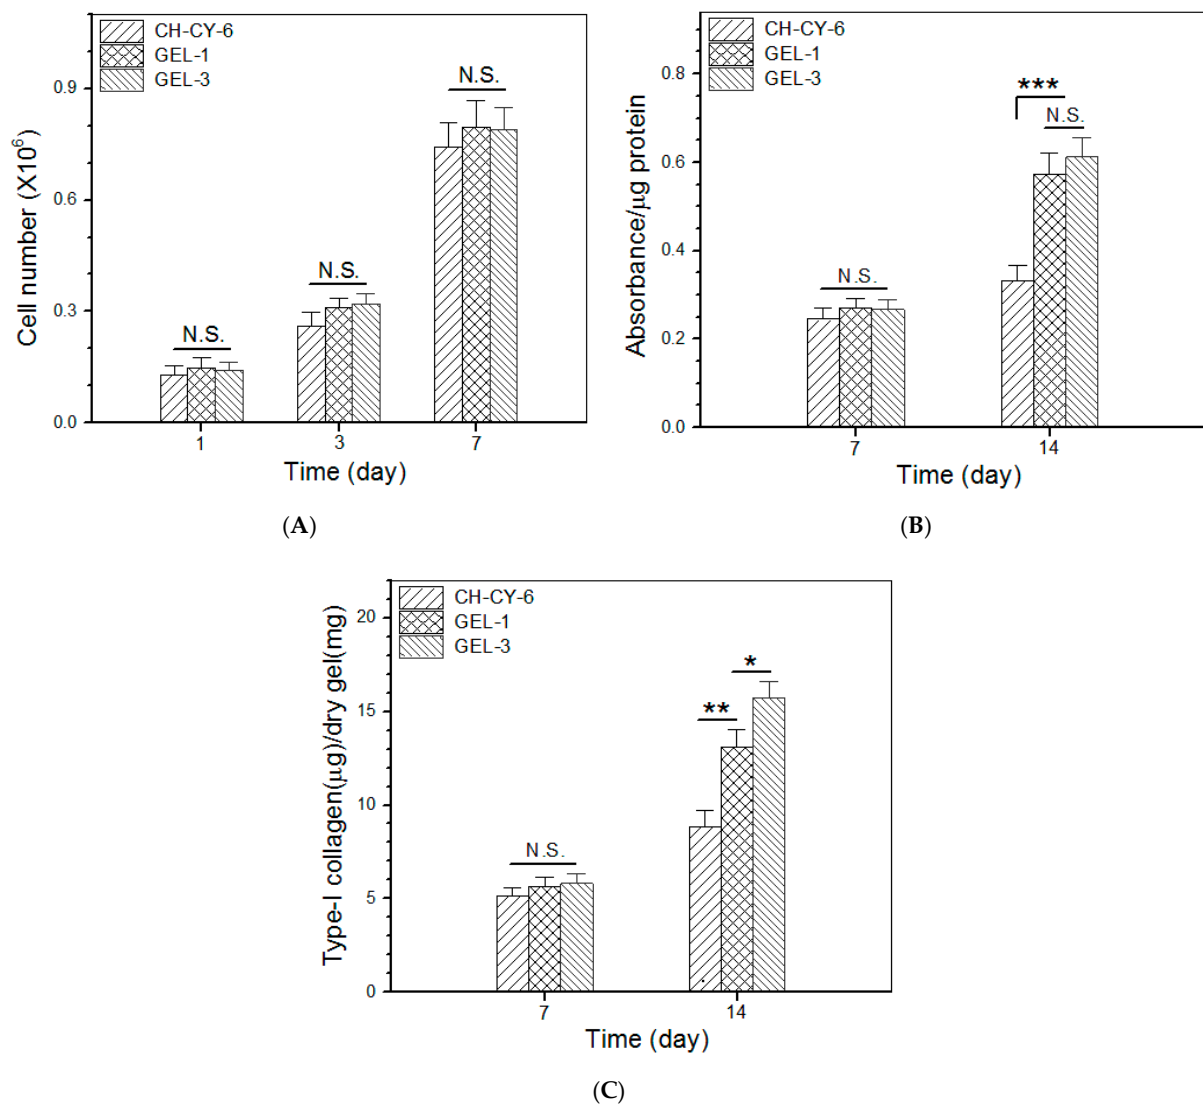 CH-CY-6
GEL-1
GEL-3
Cell number (X10⁶)
0.9
0.6
0.3
0.0
N.S.
N.S.
N.S.
1
3
7
Time (day)
(A)
CH-CY-6
GEL-1
GEL-3
Absorbance/μg protein
0.8
0.6
0.4
0.2
0.0
N.S.
***
N.S.
7
14
Time (day)
(B)
CH-CY-6
GEL-1
GEL-3
Type-I collagen(μg)/dry gel(mg)
20
15
10
5
0
N.S.
**
*
7
14
Time (day)
(C)